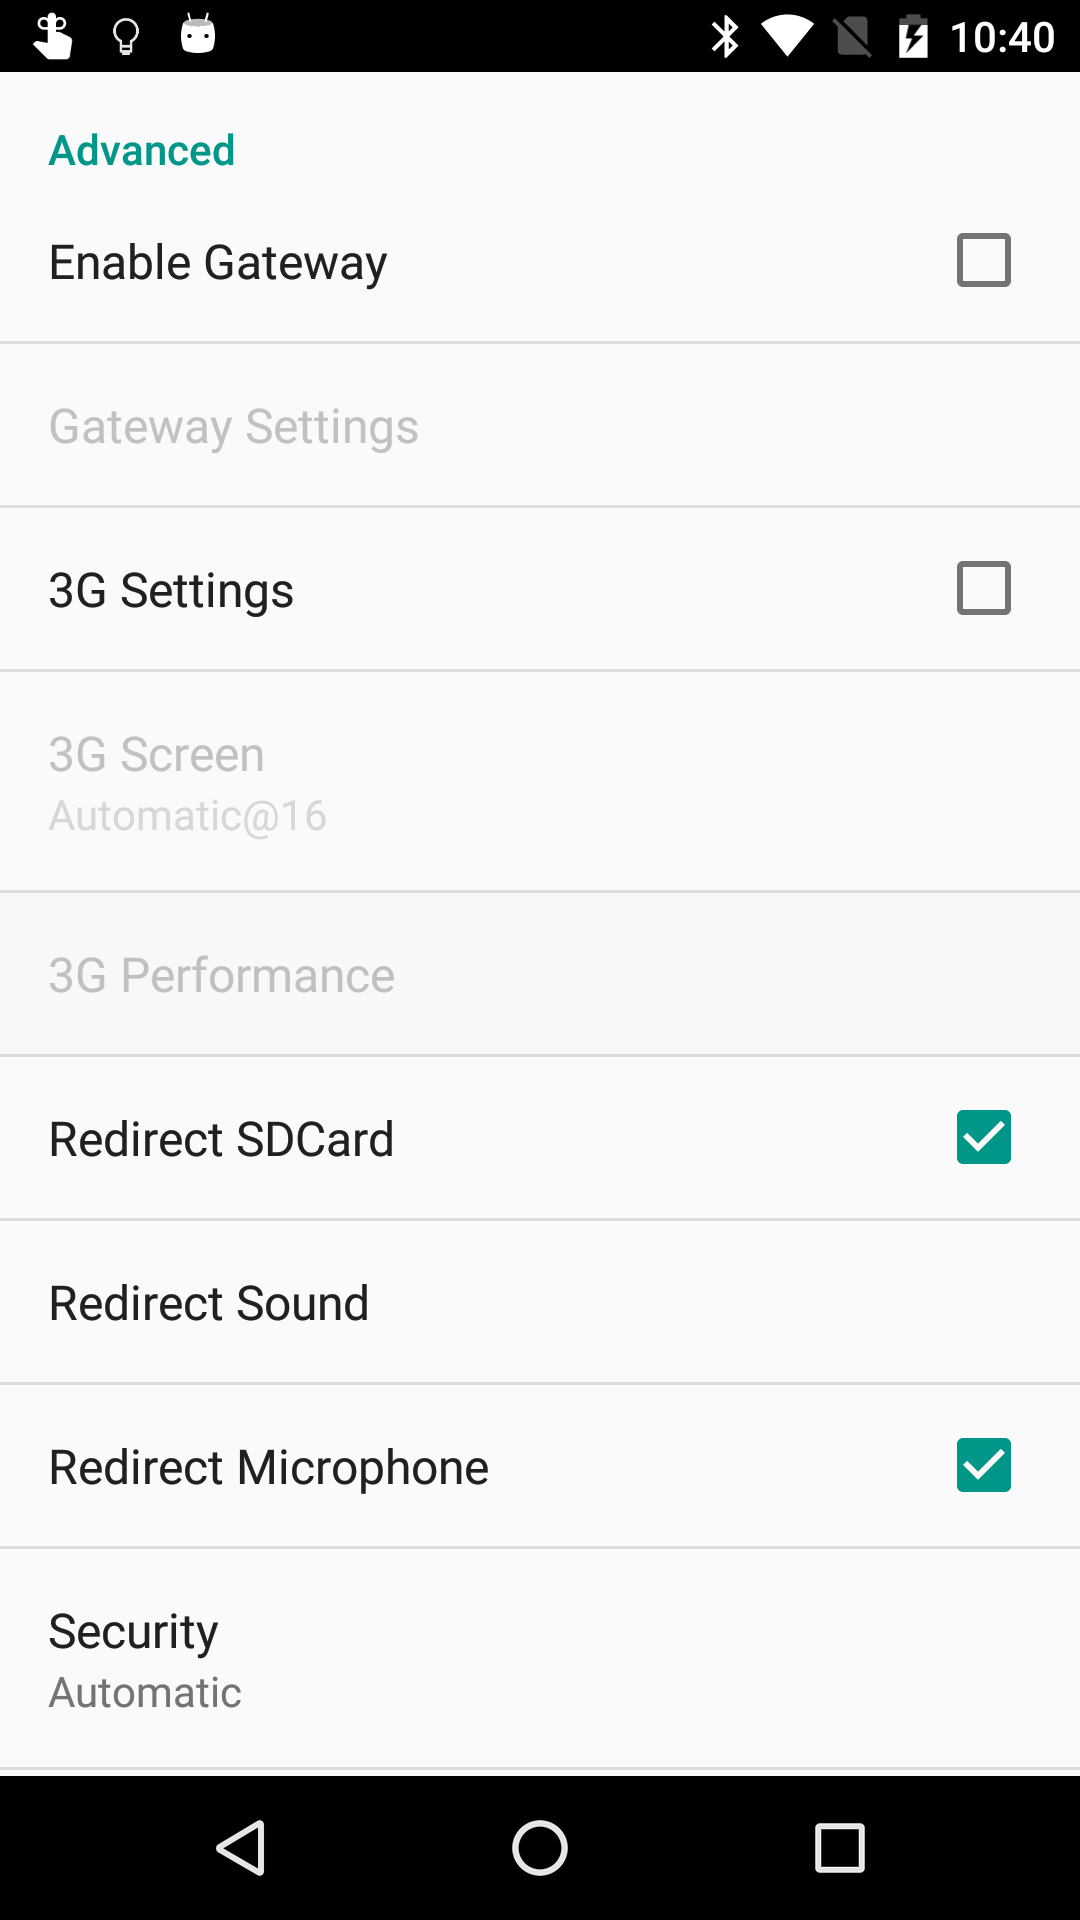 10:40
Advanced
Enable Gateway
Gateway Settings
3G Settings
3G Screen
Automatic@16
3G Performance
Redirect SDCard
Redirect Sound
Redirect Microphone
Security
Automatic